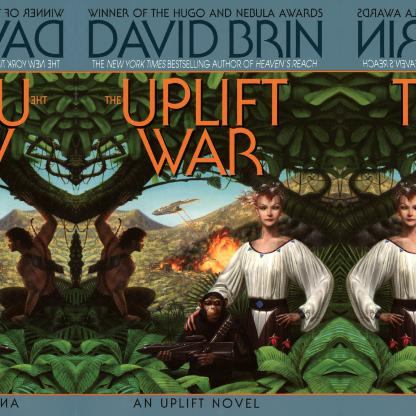 WINNER OF THE HUGO AND NEBULA AWARDS
DAVID BRIN
THE NEW YORK TIMES BESTSELLING AUTHOR OF HEAVEN'S REACH
THE UPLIFT
WAR
AN UPLIFT NOVEL